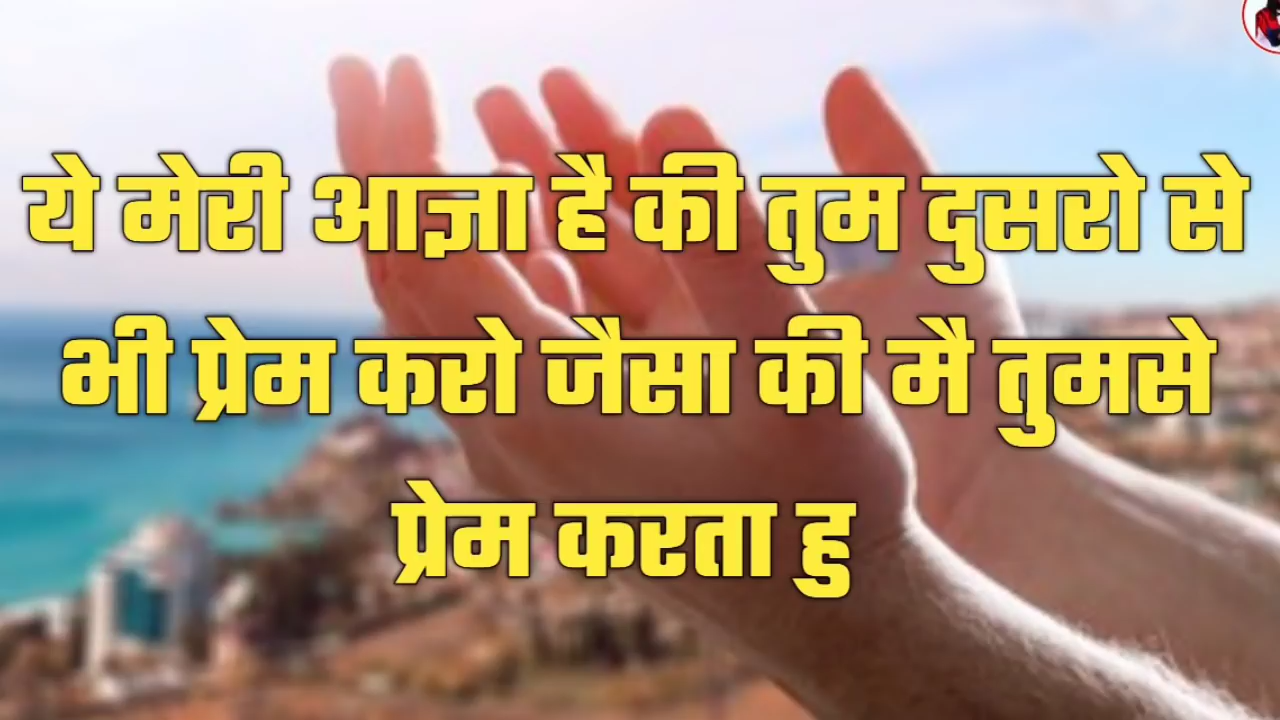 ये मेरी आज्ञा है की तुम दुसरो से
भी प्रेम करो जैसा की मै तुमसे
प्रेम करता हु